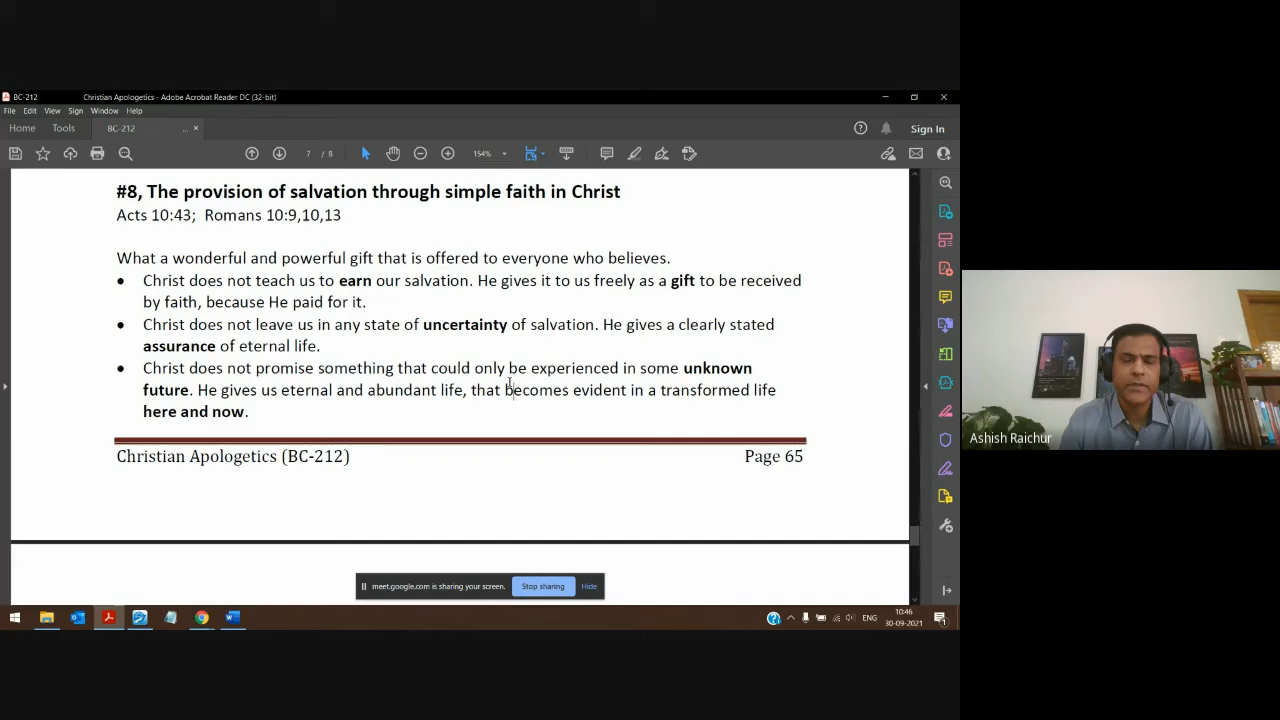 BC-212 Christian Apologetics - Adobe Acrobat Reader DC (32-bit)
File Edit View Sign Window Help
Home Tools BC-212 ... × Sign In
7 / 8 154%
#8, The provision of salvation through simple faith in Christ
Acts 10:43; Romans 10:9,10,13
What a wonderful and powerful gift that is offered to everyone who believes.
• Christ does not teach us to earn our salvation. He gives it to us freely as a gift to be received
by faith, because He paid for it.
• Christ does not leave us in any state of uncertainty of salvation. He gives a clearly stated
assurance of eternal life.
• Christ does not promise something that could only be experienced in some unknown
future. He gives us eternal and abundant life, that becomes evident in a transformed life
here and now.
Christian Apologetics (BC-212) Page 65
Ashish Raichur
meet.google.com is sharing your screen. Stop sharing Hide
ENG 10:46
30-09-2021